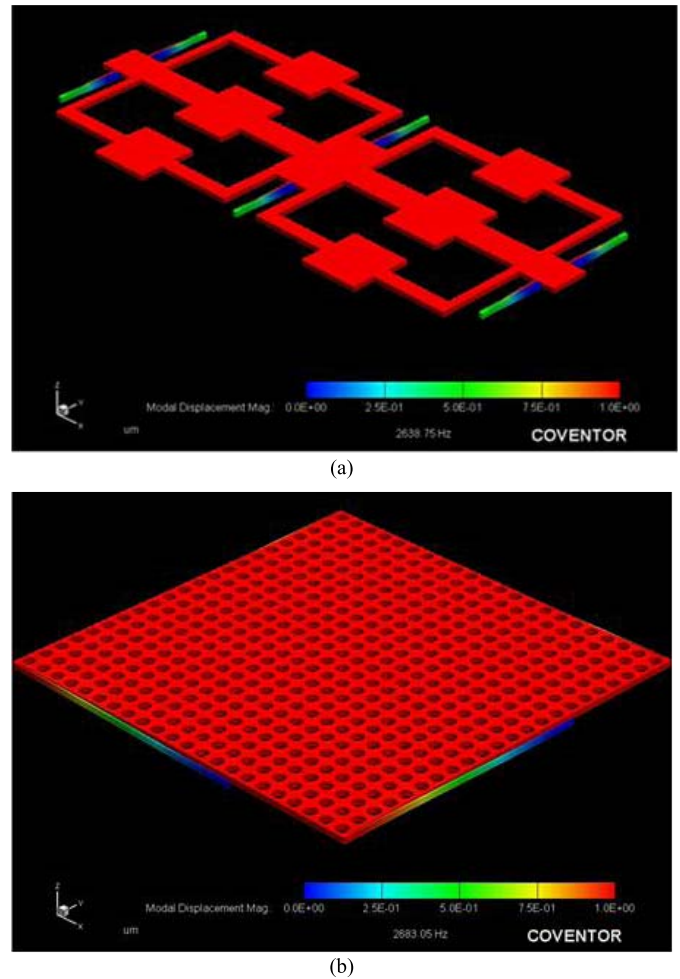 Z
Y
X
um
Modal Displacement Mag.: 0.0E+00 2.5E-01 5.0E-01 7.5E-01 1.0E+00
2638.75 Hz
COVENTOR
(a)
Z
Y
X
um
Modal Displacement Mag.: 0.0E+00 2.5E-01 5.0E-01 7.5E-01 1.0E+00
2683.05 Hz
COVENTOR
(b)